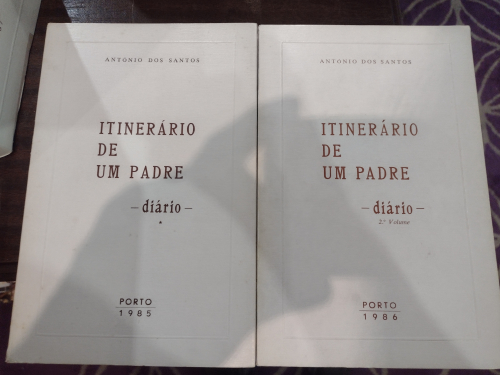 ANTONIO DOS SANTOS
ITINERÁRIO
DE
UM PADRE
– diário –
*
PORTO
1985
ANTONIO DOS SANTOS
ITINERÁRIO
DE
UM PADRE
– diário –
2.º Volume
PORTO
1986